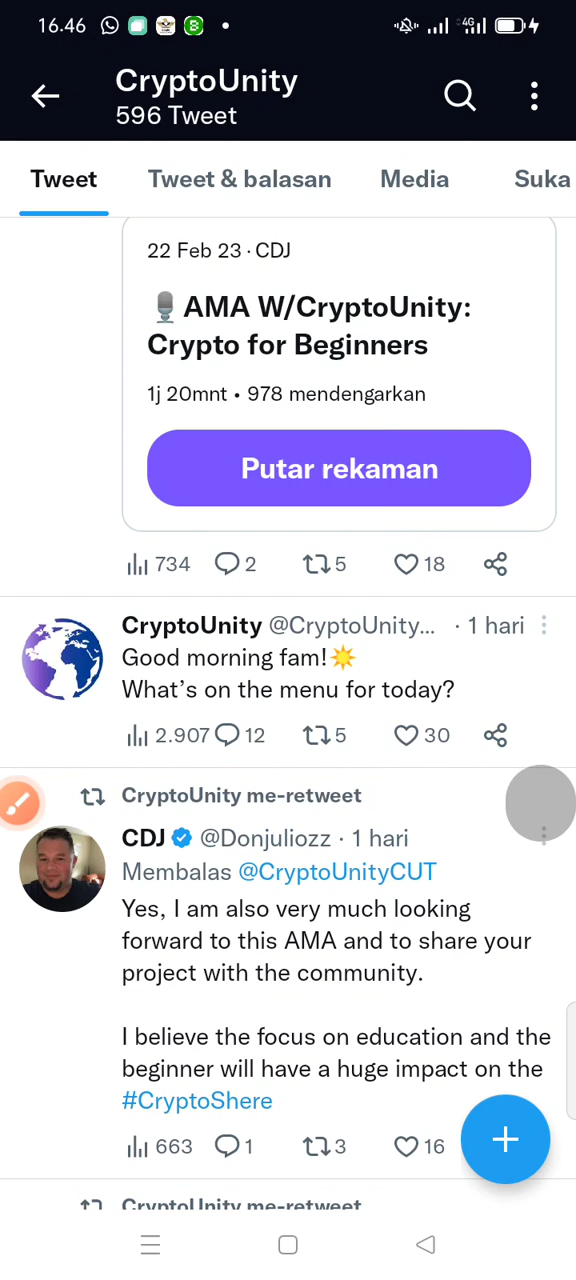 16.46
4G
CryptoUnity
596 Tweet
Tweet
Tweet & balasan
Media
Suka
22 Feb 23 · CDJ
AMA W/CryptoUnity:
Crypto for Beginners
1j 20mnt • 978 mendengarkan
Putar rekaman
734 2 5 18
CryptoUnity @CryptoUnity... · 1 hari
Good morning fam!☀️
What's on the menu for today?
2.907 12 5 30
CryptoUnity me-retweet
CDJ @Donjuliozz · 1 hari
Membalas @CryptoUnityCUT
Yes, I am also very much looking
forward to this AMA and to share your
project with the community.
I believe the focus on education and the
beginner will have a huge impact on the
#CryptoShere
663 1 3 16
CryptoUnity me-retweet